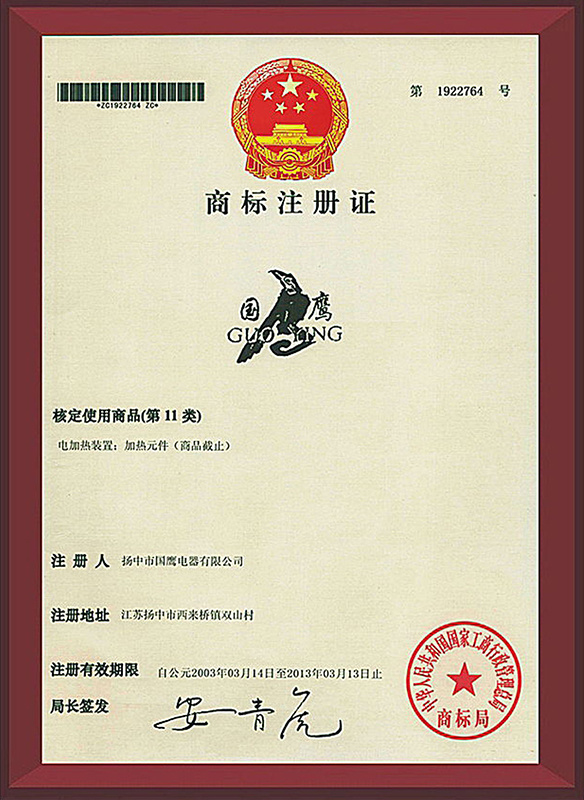 *ZC1922764 ZC*
第 1922764 号
商标注册证
国鹰
GUO YING
核定使用商品(第 11 类)
电加热装置；加热元件（商品截止）
注 册 人 扬中市国鹰电器有限公司
注册地址 江苏扬中市西来桥镇双山村
注册有效期限 自公元2003年03月14日至2013年03月13日止
局长签发 安青虎
中华人民共和国国家工商行政管理总局
商标局